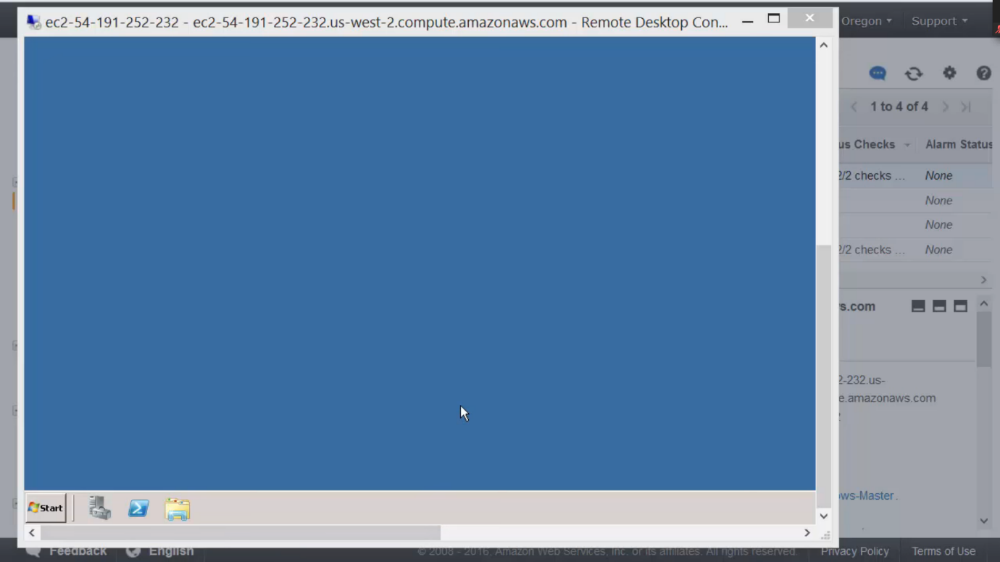 ec2-54-191-252-232 - ec2-54-191-252-232.us-west-2.compute.amazonaws.com - Remote Desktop Con...
Oregon
Support
1 to 4 of 4
us Checks
Alarm Status
2/2 checks ...
None
None
None
2/2 checks ...
None
s.com
2-232.us-
e.amazonaws.com
2
ws-Master.
Start
Feedback
English
© 2008 - 2016, Amazon Web Services, Inc. or its affiliates. All rights reserved.
Privacy Policy
Terms of Use